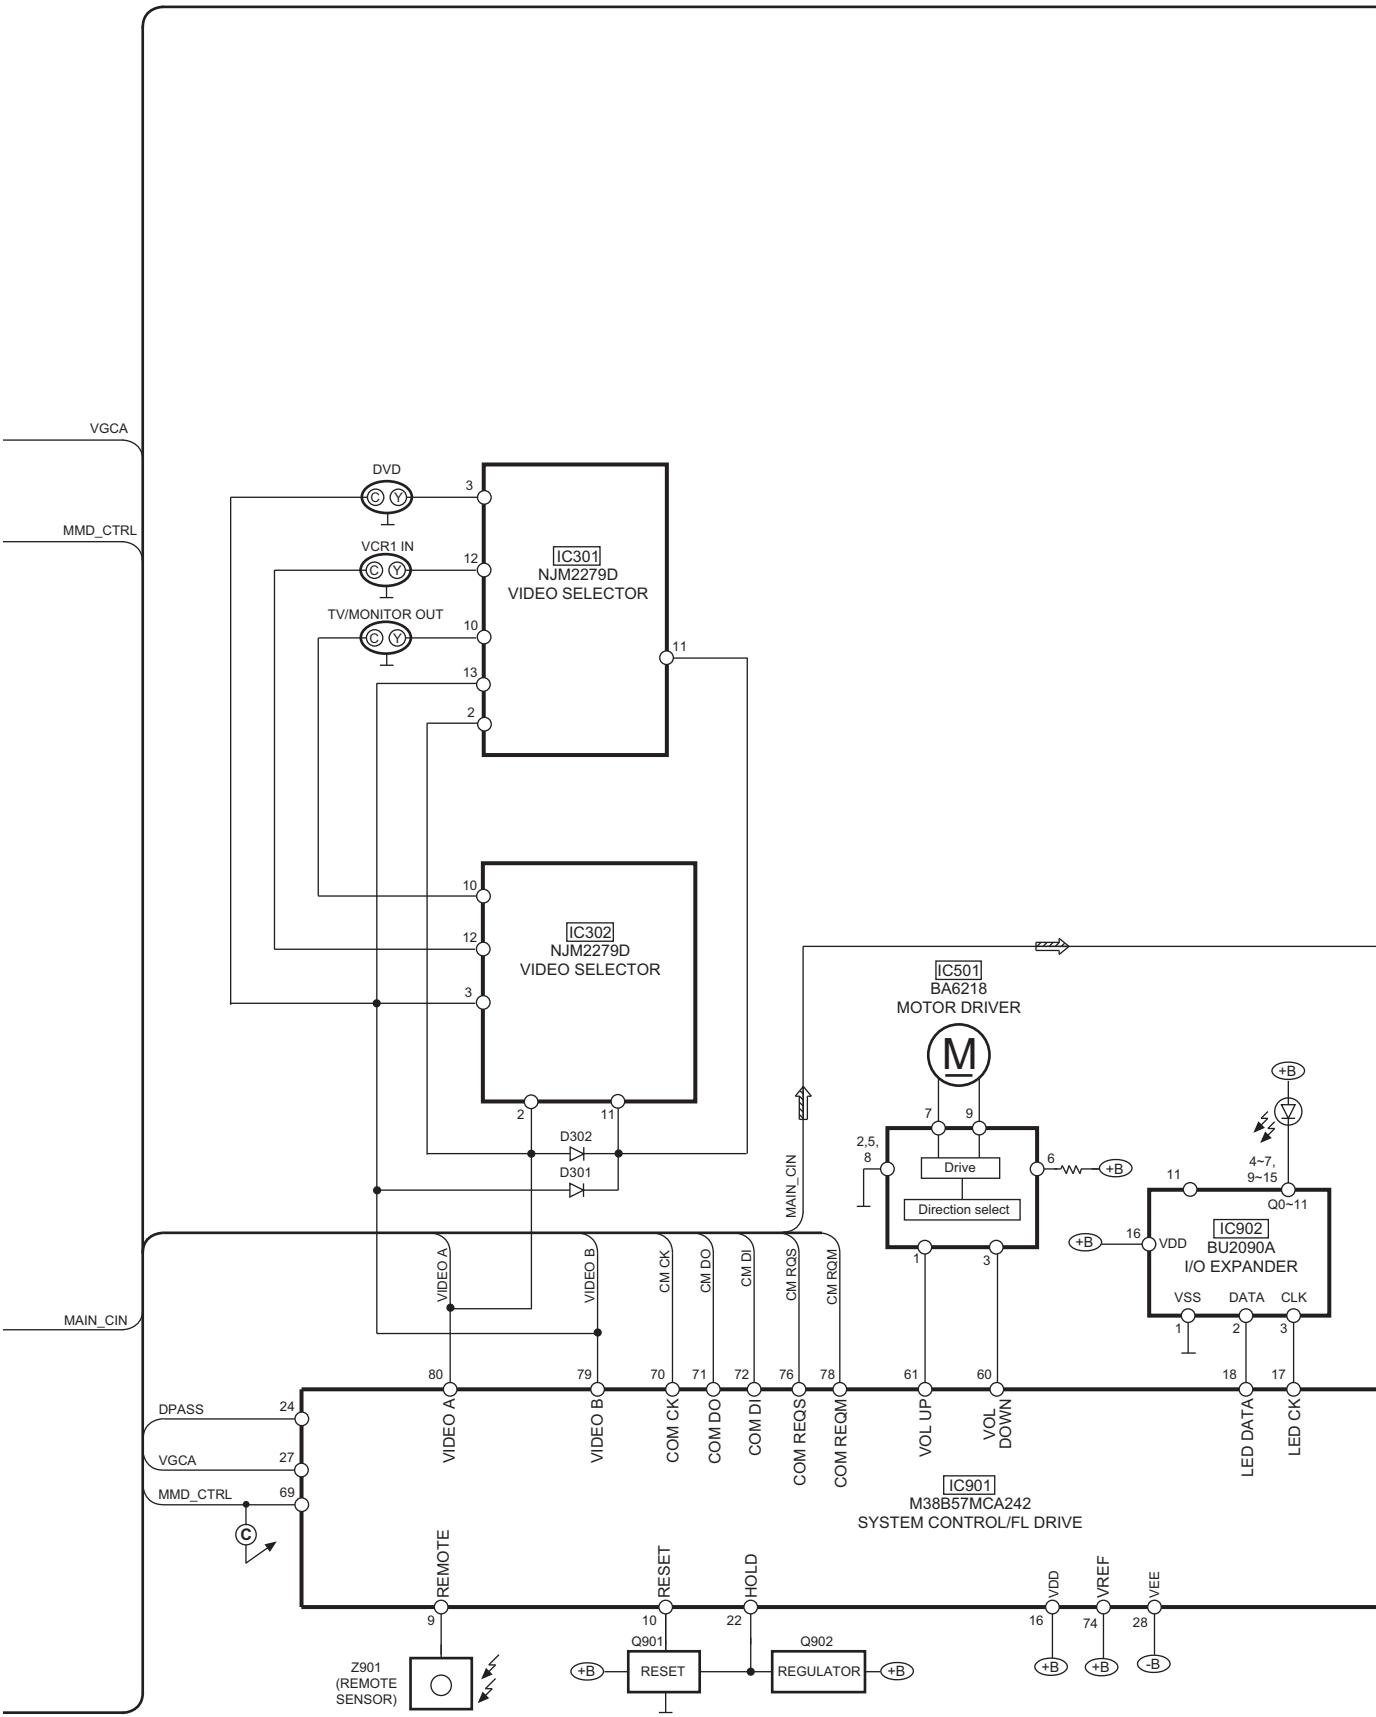 VGCA
MMD_CTRL
DVD
C Y
3
VCR1 IN
C Y
12
TV/MONITOR OUT
C Y
10
13
2
IC301
NJM2279D
VIDEO SELECTOR
11
10
12
3
IC302
NJM2279D
VIDEO SELECTOR
2
11
D302
D301
MAIN_CIN
IC501
BA6218
MOTOR DRIVER
M
7
9
2,5,
8
Drive
Direction select
6
+B
1
3
+B
4~7,
9~15
11
Q0~11
+B
16
VDD
IC902
BU2090A
I/O EXPANDER
VSS
DATA
CLK
1
2
3
MAIN_CIN
VIDEO A
VIDEO B
CM CK
CM DO
CM DI
CM RQS
CM RQM
80
79
70
71
72
76
78
61
60
18
17
VIDEO A
VIDEO B
COM CK
COM DO
COM DI
COM REQS
COM REQM
VOL UP
VOL
DOWN
LED DATA
LED CK
DPASS
24
VGCA
27
MMD_CTRL
69
C
IC901
M38B57MCA242
SYSTEM CONTROL/FL DRIVE
REMOTE
RESET
HOLD
VDD
VREF
VEE
9
10
22
16
74
28
Z901
(REMOTE
SENSOR)
Q901
+B
RESET
Q902
REGULATOR
+B
+B
+B
-B